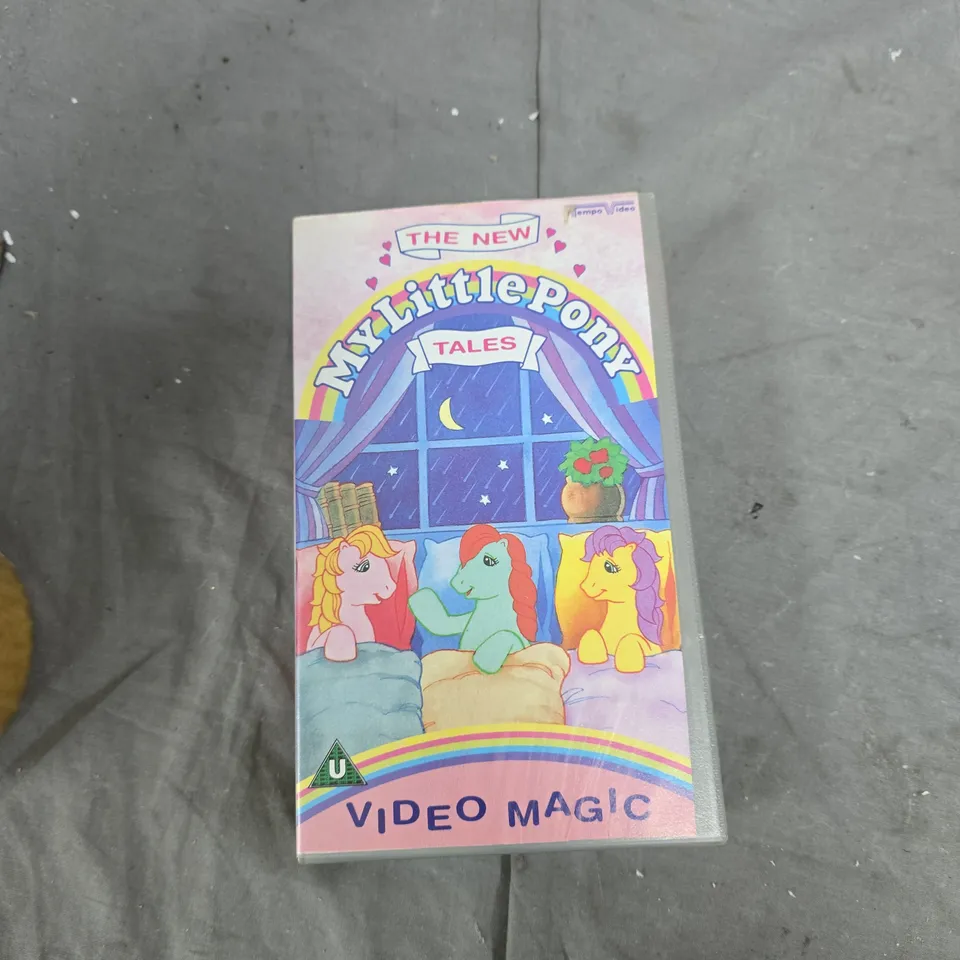 Tempo Video
THE NEW
My Little Pony
TALES
U
VIDEO MAGIC